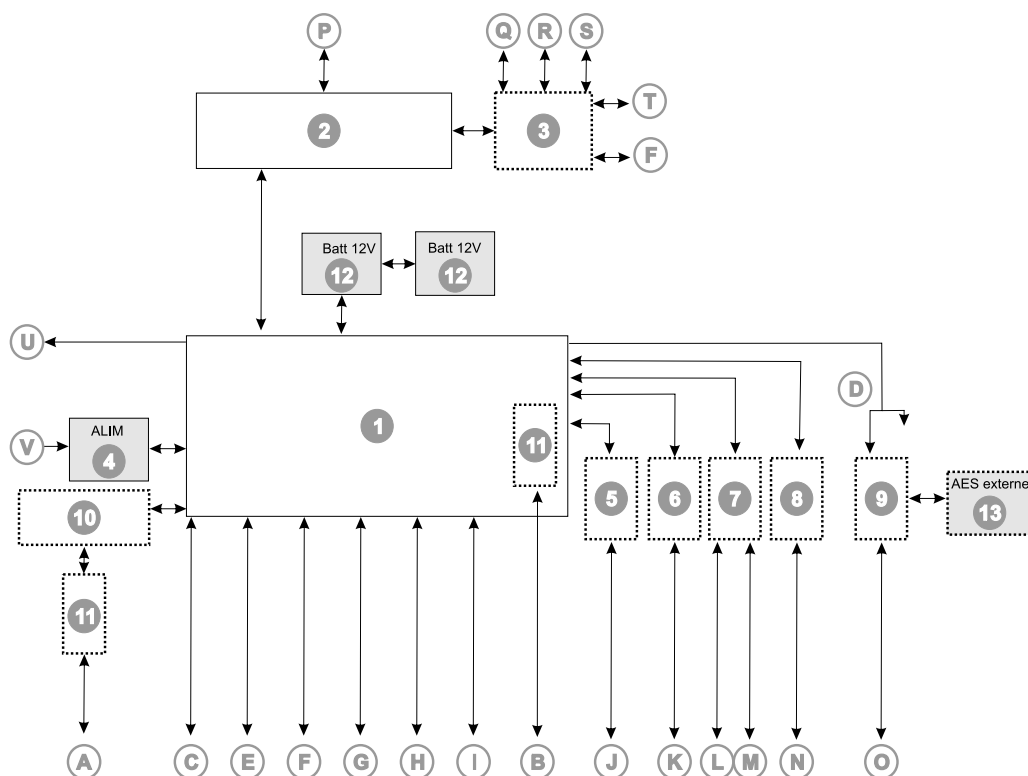 P Q R S
T
2 3
F
Batt 12V Batt 12V
12 12
U
D
ALIM
V 4 1 11
5 6 7 8 9
AES externe
13
10
11
A C E F G H I B J K L M N O